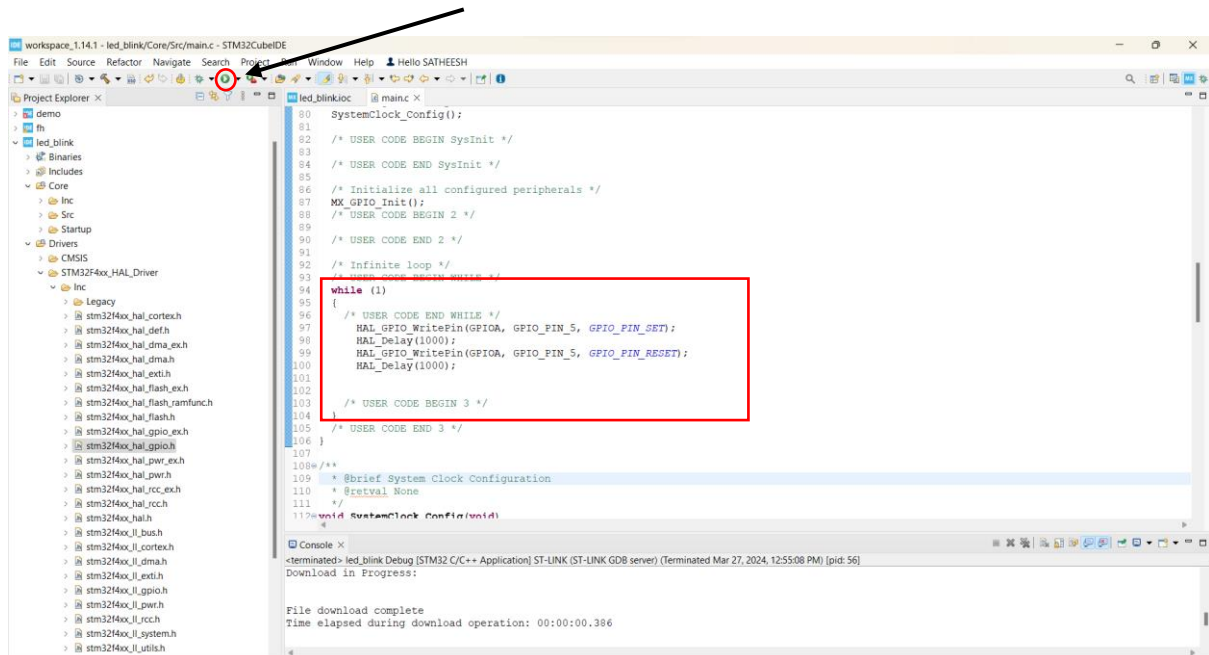 workspace_1.14.1 - led_blink/Core/Src/main.c - STM32CubeIDE
File Edit Source Refactor Navigate Search Project Run Window Help Hello SATHEESH
Project Explorer
demo
fh
led_blink
Binaries
Includes
Core
Inc
Src
Startup
Drivers
CMSIS
STM32F4xx_HAL_Driver
Inc
Legacy
stm32f4xx_hal_cortex.h
stm32f4xx_hal_def.h
stm32f4xx_hal_dma_ex.h
stm32f4xx_hal_dma.h
stm32f4xx_hal_exti.h
stm32f4xx_hal_flash_ex.h
stm32f4xx_hal_flash_ramfunc.h
stm32f4xx_hal_flash.h
stm32f4xx_hal_gpio_ex.h
stm32f4xx_hal_gpio.h
stm32f4xx_hal_pwr_ex.h
stm32f4xx_hal_pwr.h
stm32f4xx_hal_rcc_ex.h
stm32f4xx_hal_rcc.h
stm32f4xx_hal.h
stm32f4xx_ll_bus.h
stm32f4xx_ll_cortex.h
stm32f4xx_ll_dma.h
stm32f4xx_ll_exti.h
stm32f4xx_ll_gpio.h
stm32f4xx_ll_pwr.h
stm32f4xx_ll_rcc.h
stm32f4xx_ll_system.h
stm32f4xx_ll_utils.h
led_blink.ioc main.c
80 SystemClock_Config();
81
82 /* USER CODE BEGIN SysInit */
83
84 /* USER CODE END SysInit */
85
86 /* Initialize all configured peripherals */
87 MX_GPIO_Init();
88 /* USER CODE BEGIN 2 */
89
90 /* USER CODE END 2 */
91
92 /* Infinite loop */
93 /* USER CODE BEGIN WHILE */
94 while (1)
95 {
96 /* USER CODE END WHILE */
97 HAL_GPIO_WritePin(GPIOA, GPIO_PIN_5, GPIO_PIN_SET);
98 HAL_Delay(1000);
99 HAL_GPIO_WritePin(GPIOA, GPIO_PIN_5, GPIO_PIN_RESET);
100 HAL_Delay(1000);
101
102
103 /* USER CODE BEGIN 3 */
104 }
105 /* USER CODE END 3 */
106 }
107
108 /**
109 * @brief System Clock Configuration
110 * @retval None
111 */
112 void SystemClock_Config(void)
Console
<terminated> led_blink Debug [STM32 C/C++ Application] ST-LINK (ST-LINK GDB server) (Terminated Mar 27, 2024, 12:55:08 PM) [pid: 56]
Download in Progress:
File download complete
Time elapsed during download operation: 00:00:00.386